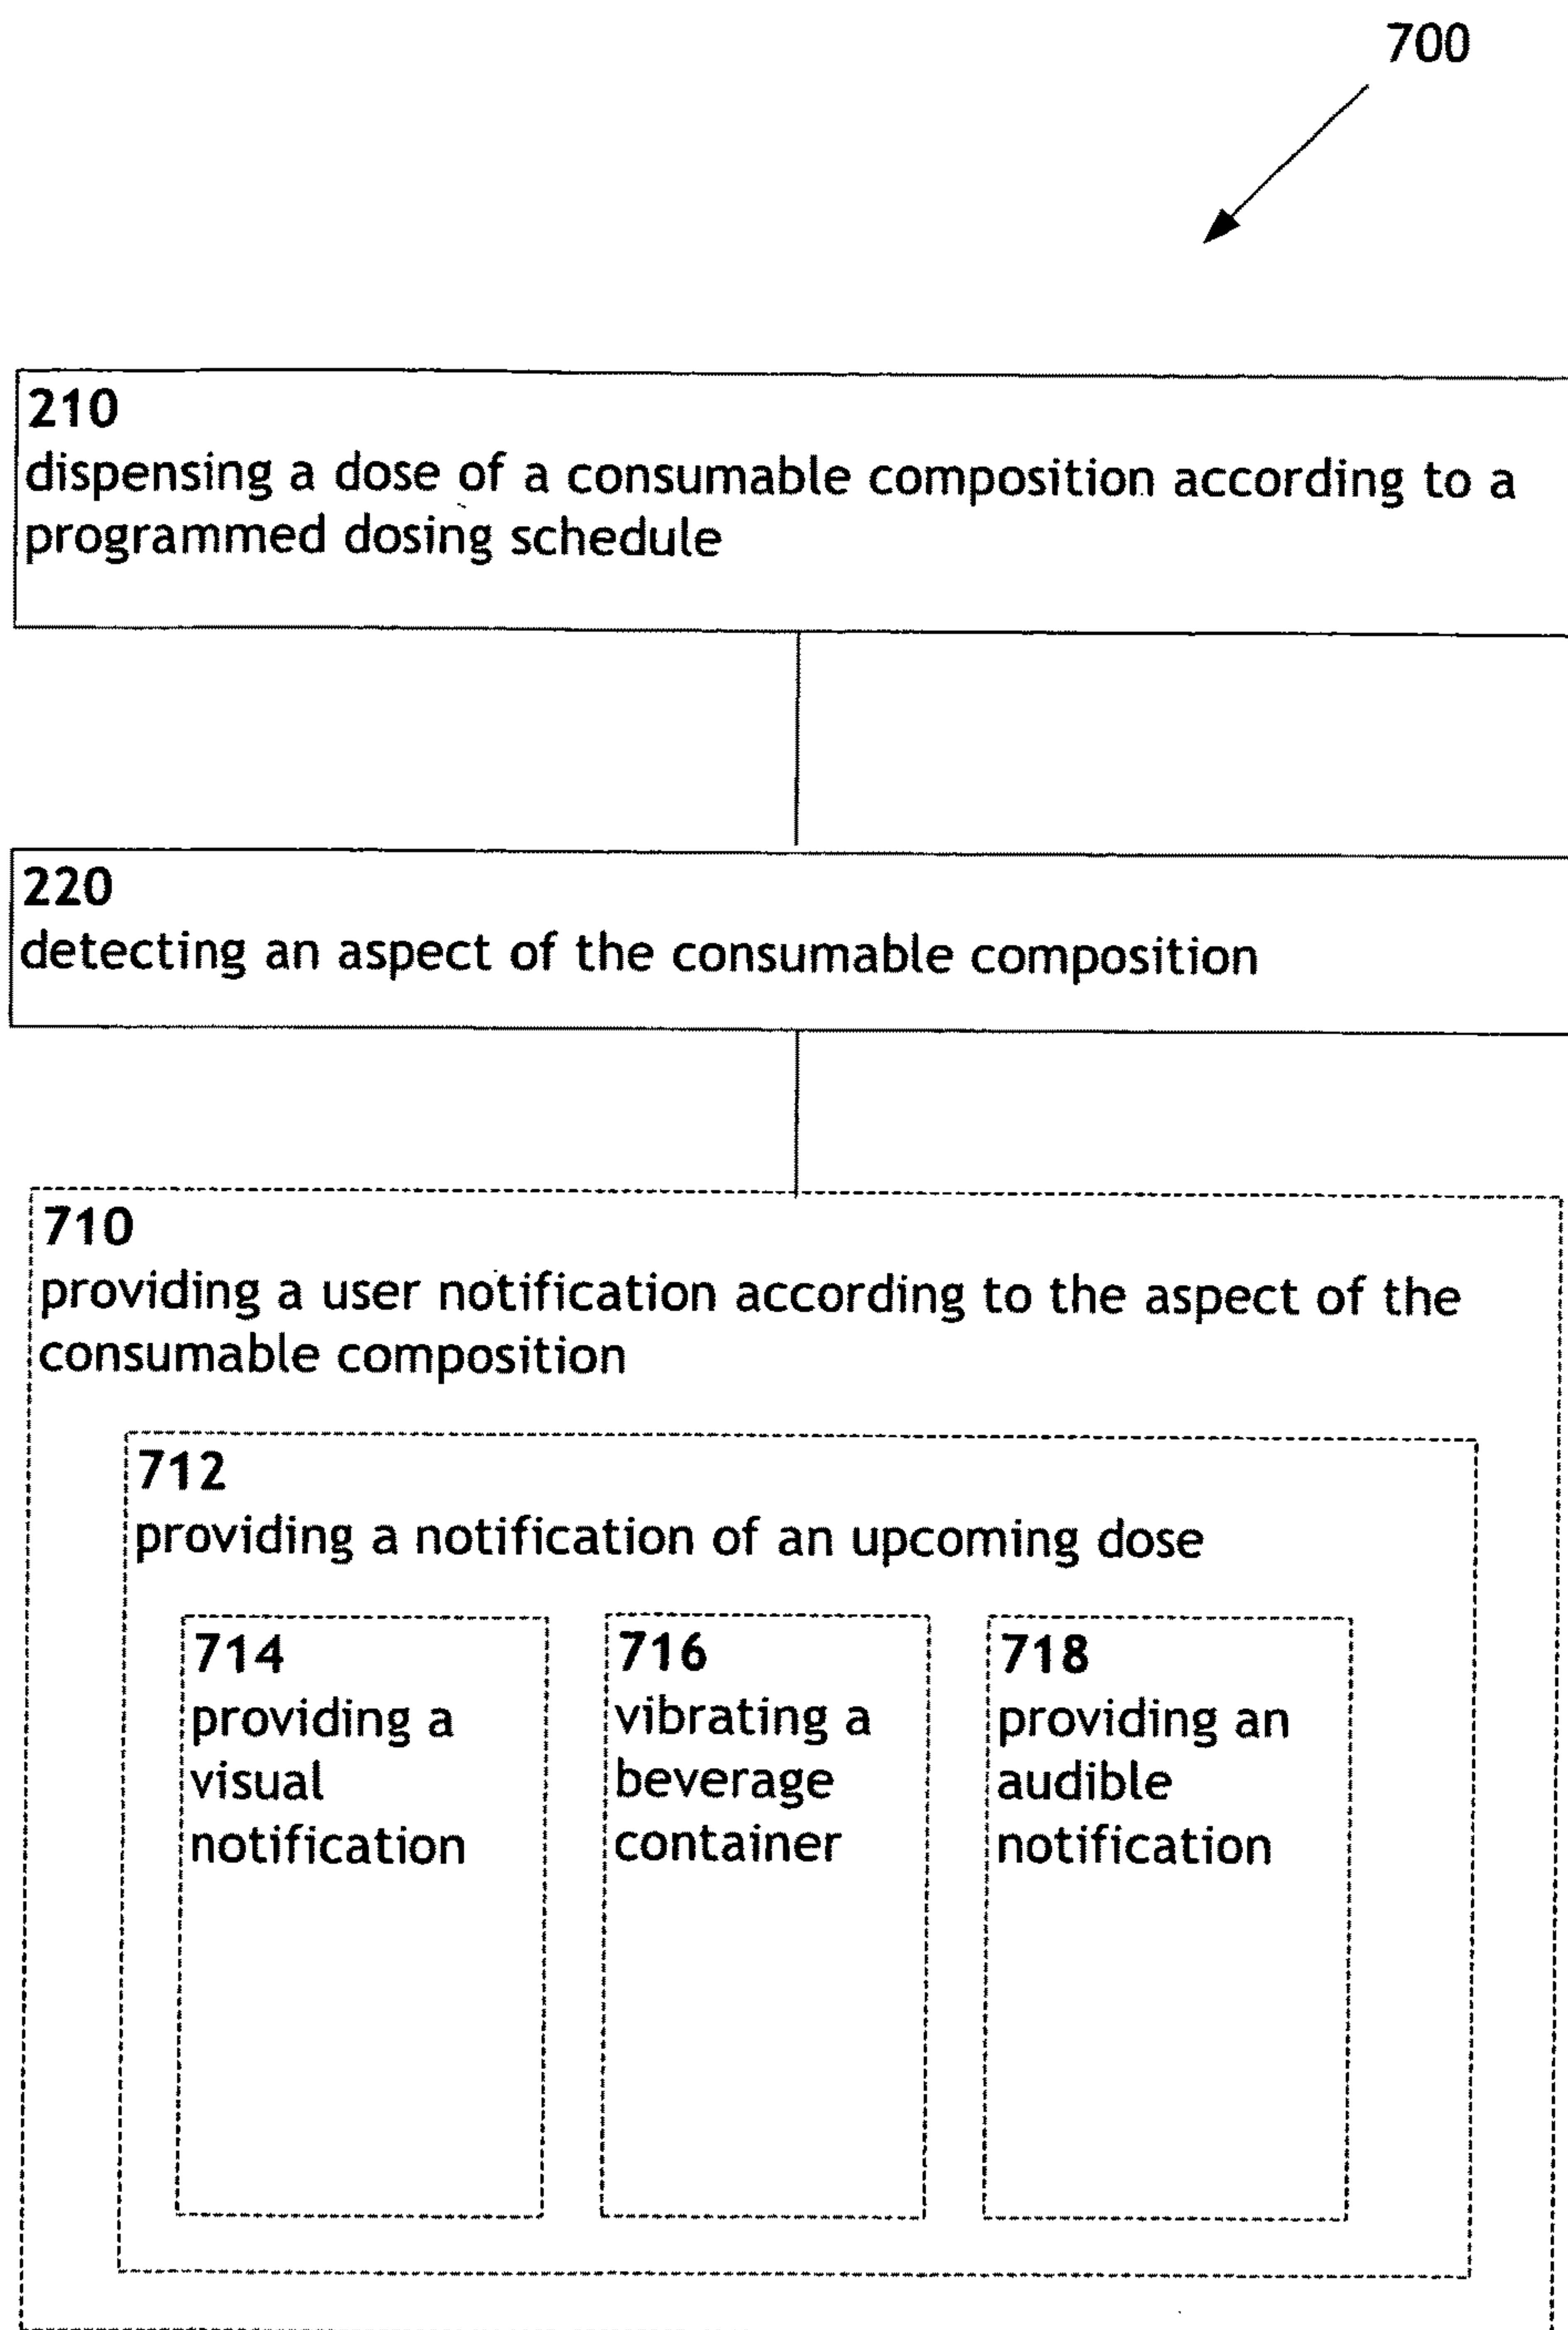 700
210
dispensing a dose of a consumable composition according to a
programmed dosing schedule
220
detecting an aspect of the consumable composition
710
providing a user notification according to the aspect of the
consumable composition
712
providing a notification of an upcoming dose
714
providing a
visual
notification
716
vibrating a
beverage
container
718
providing an
audible
notification